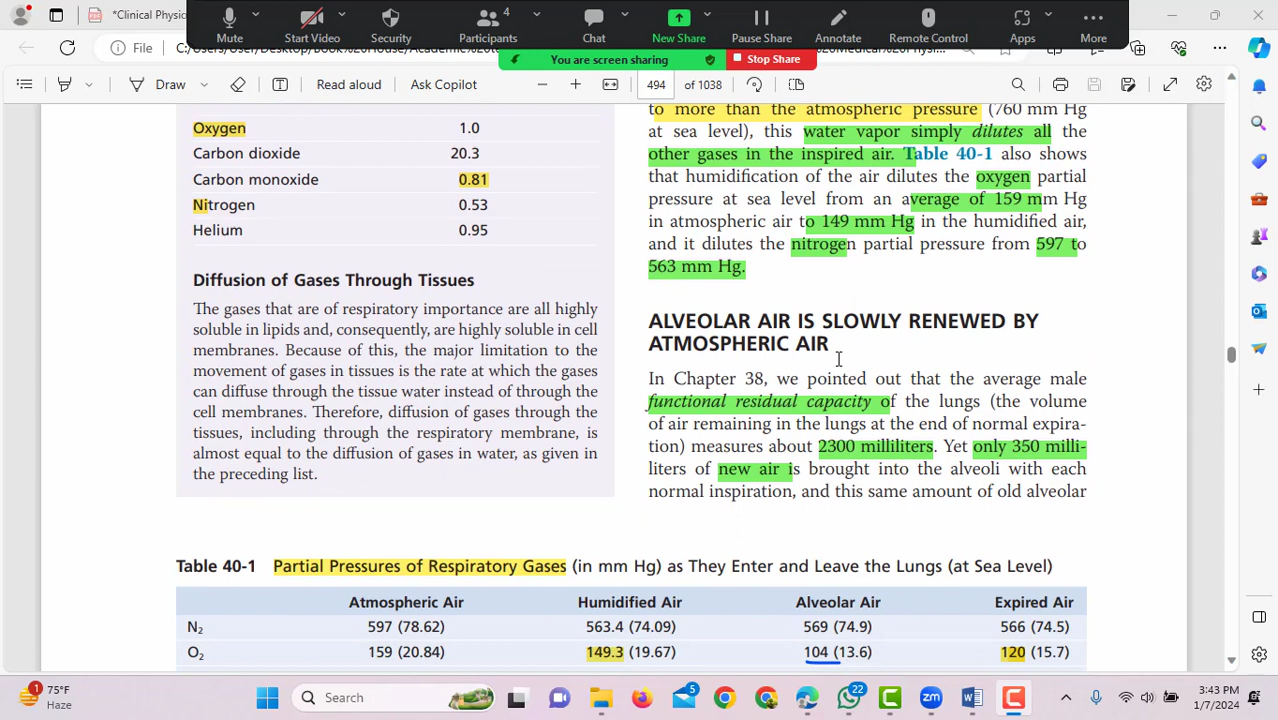 *Clinical Physi
4
Mute
Start Video
Security
Participants
Chat
New Share
Pause Share
Annotate
Remote Control
Apps
More
You are screen sharing
Stop Share
File
Draw
Read aloud
Ask Copilot
494
of 1038
Oxygen 1.0
Carbon dioxide 20.3
Carbon monoxide 0.81
Nitrogen 0.53
Helium 0.95
Diffusion of Gases Through Tissues
The gases that are of respiratory importance are all highly
soluble in lipids and, consequently, are highly soluble in cell
membranes. Because of this, the major limitation to the
movement of gases in tissues is the rate at which the gases
can diffuse through the tissue water instead of through the
cell membranes. Therefore, diffusion of gases through the
tissues, including through the respiratory membrane, is
almost equal to the diffusion of gases in water, as given in
the preceding list.
to more than the atmospheric pressure (760 mm Hg
at sea level), this water vapor simply dilutes all the
other gases in the inspired air. Table 40-1 also shows
that humidification of the air dilutes the oxygen partial
pressure at sea level from an average of 159 mm Hg
in atmospheric air to 149 mm Hg in the humidified air,
and it dilutes the nitrogen partial pressure from 597 to
563 mm Hg.
ALVEOLAR AIR IS SLOWLY RENEWED BY
ATMOSPHERIC AIR
In Chapter 38, we pointed out that the average male
functional residual capacity of the lungs (the volume
of air remaining in the lungs at the end of normal expira-
tion) measures about 2300 milliliters. Yet only 350 milli-
liters of new air is brought into the alveoli with each
normal inspiration, and this same amount of old alveolar
Table 40-1 Partial Pressures of Respiratory Gases (in mm Hg) as They Enter and Leave the Lungs (at Sea Level)
Atmospheric Air Humidified Air Alveolar Air Expired Air
N2 597 (78.62) 563.4 (74.09) 569 (74.9) 566 (74.5)
O2 159 (20.84) 149.3 (19.67) 104 (13.6) 120 (15.7)
1
75°F
Haze
Search
5
22
zm
3:43 PM
1/7/2024